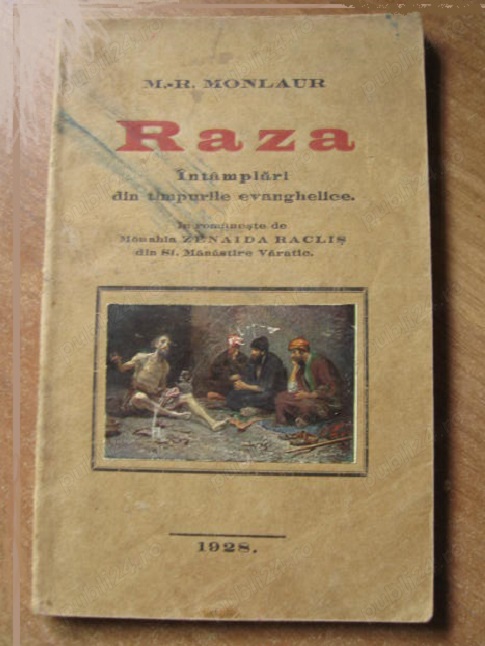 M.-R. MONLAUR
Raza
Întâmplări
din timpurile evanghelice.
În românește de
Monahia ZENAIDA RACLIȘ
din Sf. Mănăstire Văratic.
1928.